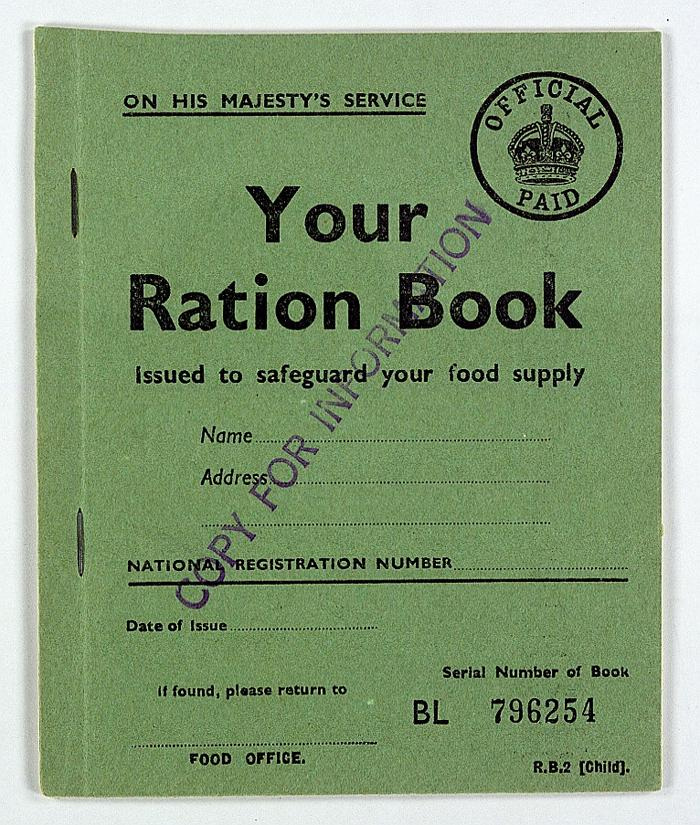 ON HIS MAJESTY'S SERVICE
OFFICIAL
PAID
Your
Ration Book
Issued to safeguard your food supply
Name
Address
NATIONAL REGISTRATION NUMBER
Date of Issue
If found, please return to
FOOD OFFICE.
Serial Number of Book
BL 796254
R.B.2 [Child].
COPY FOR INFORMATION